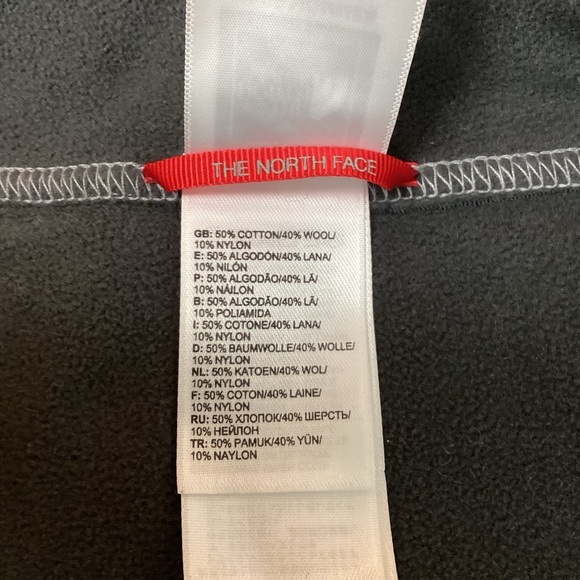 THE NORTH FACE
GB: 50% COTTON/40% WOOL/
10% NYLON
E: 50% ALGODÓN/40% LANA/
10% NILÓN
P: 50% ALGODÃO/40% LÃ/
10% NÁILON
B: 50% ALGODÃO/40% LÃ/
10% POLIAMIDA
I: 50% COTONE/40% LANA/
10% NYLON
D: 50% BAUMWOLLE/40% WOLLE/
10% NYLON
NL: 50% KATOEN/40% WOL/
10% NYLON
F: 50% COTON/40% LAINE/
10% NYLON
RU: 50% ХЛОПОК/40% ШЕРСТЬ/
10% НЕЙЛОН
TR: 50% PAMUK/40% YÜN/
10% NAYLON